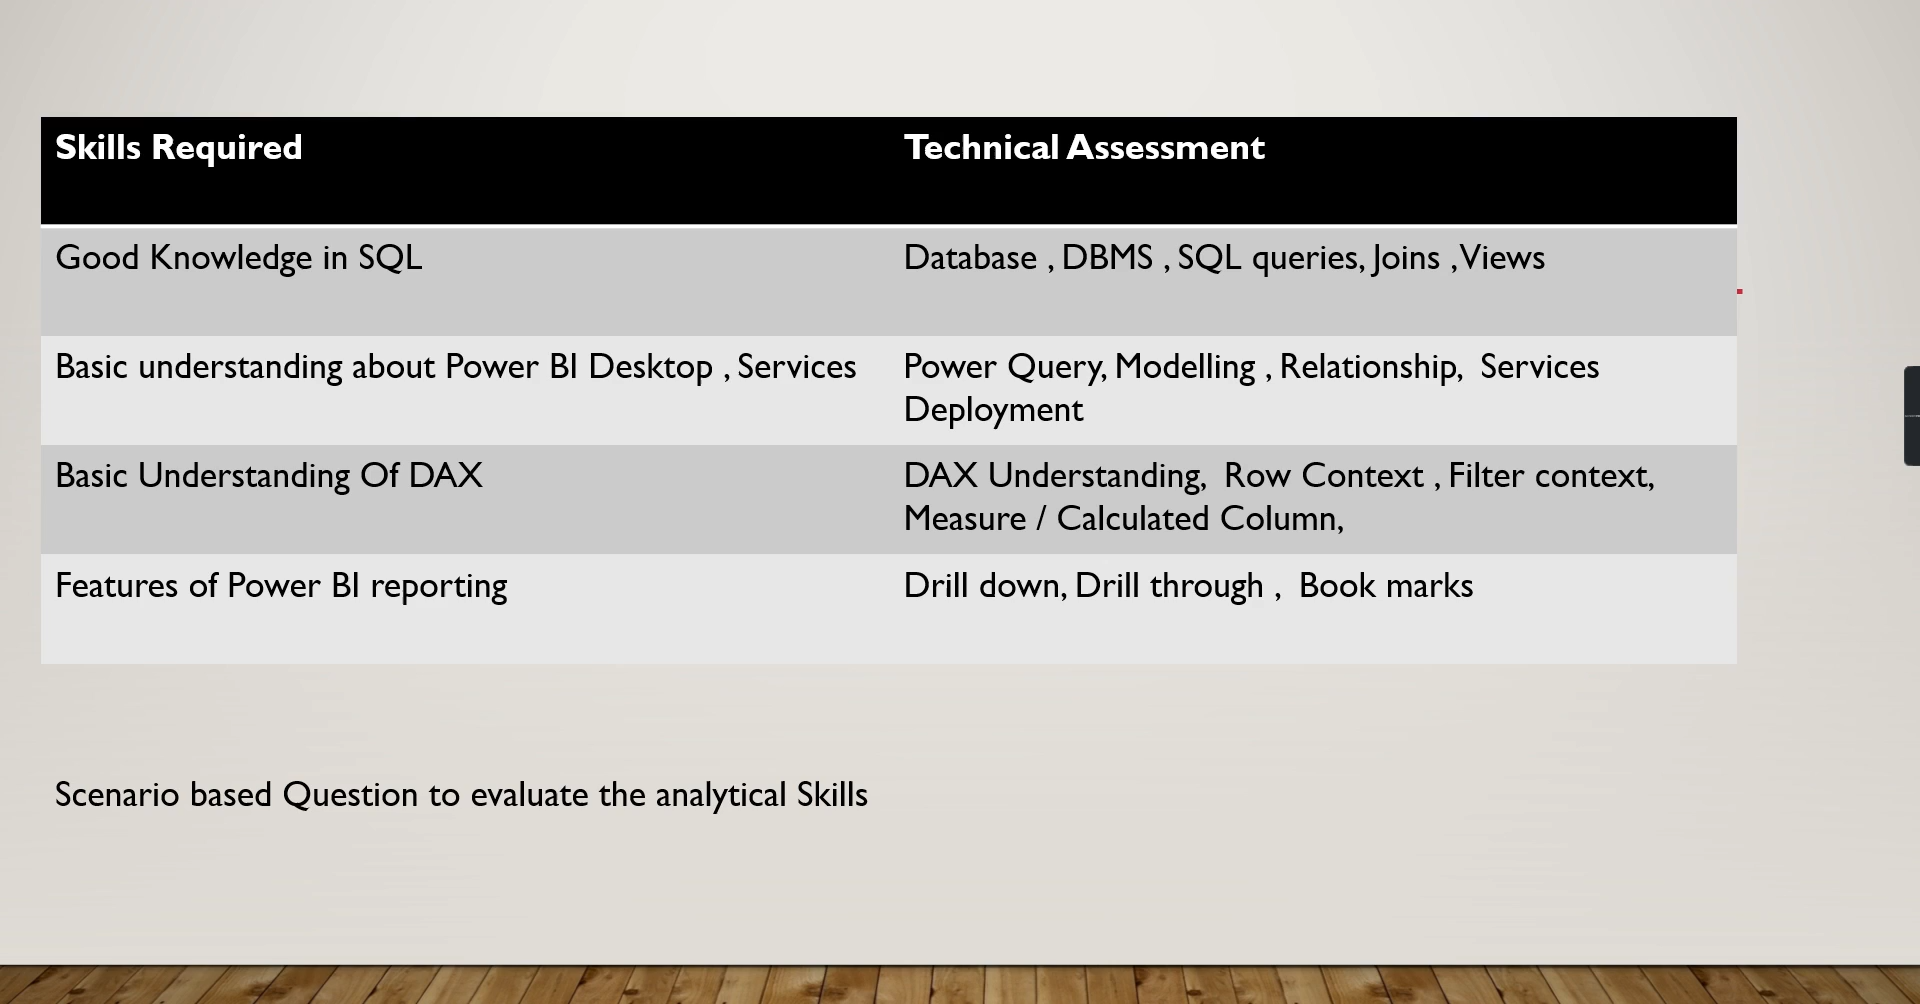 Skills Required
Technical Assessment
Good Knowledge in SQL
Database , DBMS , SQL queries, Joins ,Views
Basic understanding about Power BI Desktop , Services
Power Query, Modelling , Relationship,  Services
Deployment
Basic Understanding Of DAX
DAX Understanding,  Row Context , Filter context,
Measure / Calculated Column,
Features of Power BI reporting
Drill down, Drill through ,  Book marks
Scenario based Question to evaluate the analytical Skills